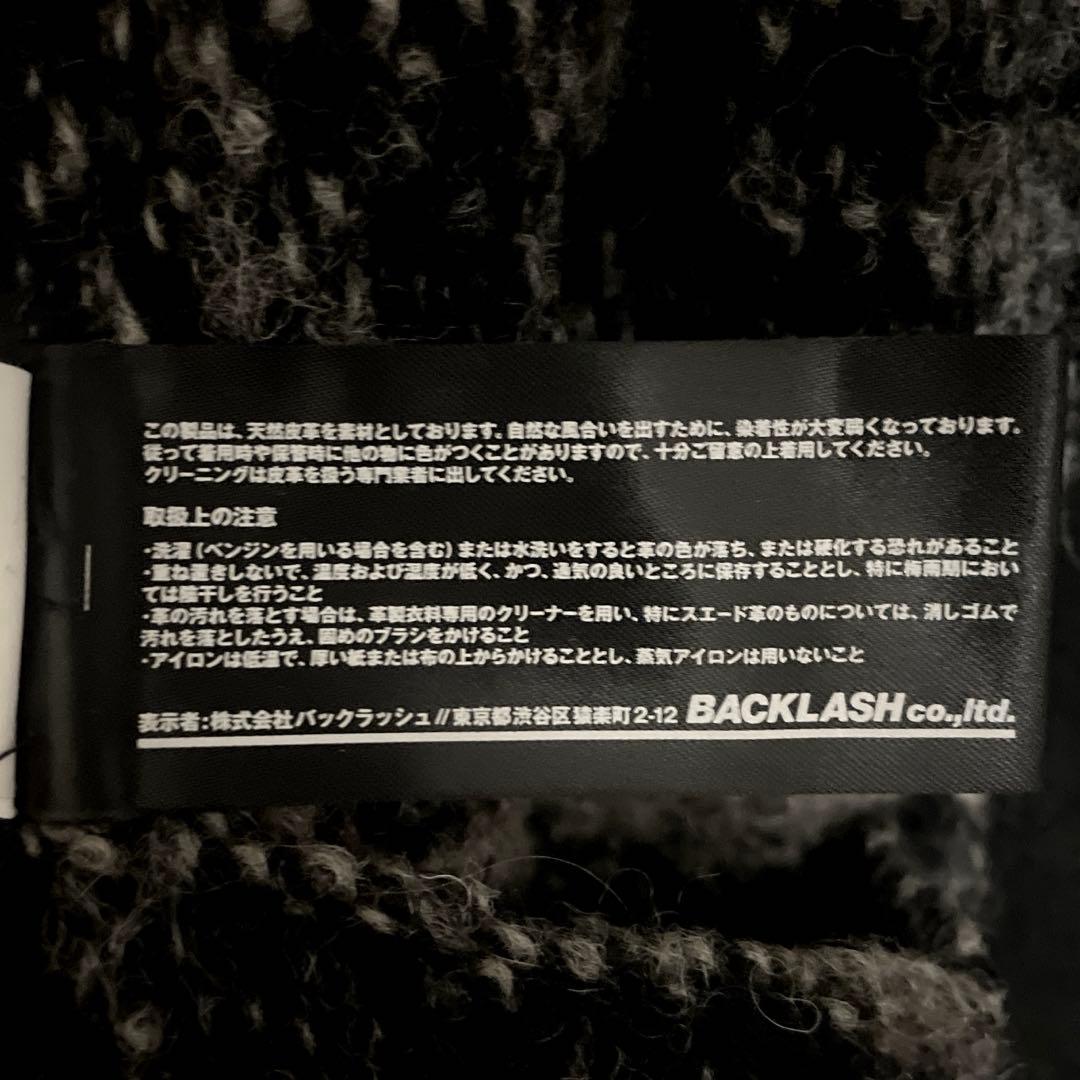 この製品は、天然皮革を素材としております。自然な風合いを出すために、染着性が大変弱くなっております。
従って着用時や保管時に他の物に色がつくことがありますので、十分ご留意の上着用してください。
クリーニングは皮革を扱う専門業者に出してください。
取扱上の注意
・洗濯(ベンジンを用いる場合を含む)または水洗いをすると革の色が落ち、または硬化する恐れがあること
・重ね置きしないで、温度および湿度が低く、かつ、通気の良いところに保存することとし、特に梅雨期におい
ては陰干しを行うこと
・革の汚れを落とす場合は、革製衣料専用のクリーナーを用い、特にスエード革のものについては、消しゴムで
汚れを落としたうえ、固めのブラシをかけること
・アイロンは低温で、厚い紙または布の上からかけることとし、蒸気アイロンは用いないこと
表示者:株式会社バックラッシュ//東京都渋谷区猿楽町2-12 BACKLASH co.,ltd.